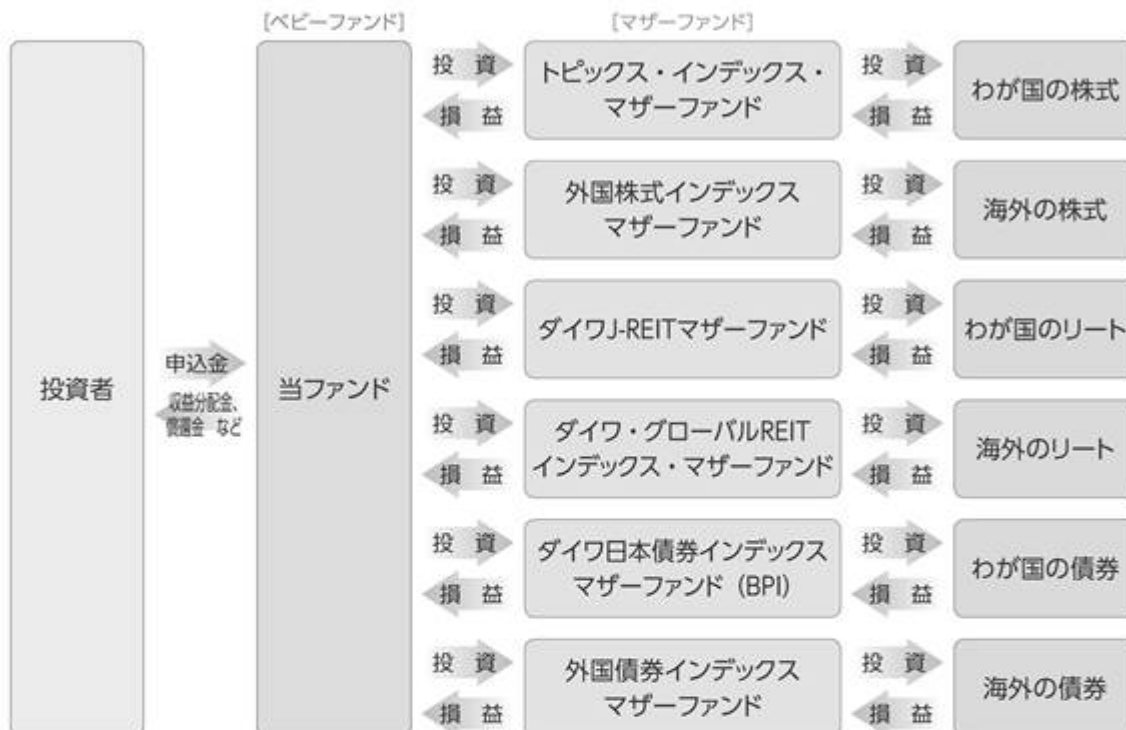 [ベビーファンド]
[マザーファンド]
投資者
申込金
収益分配金、
償還金 など
当ファンド
投 資
損 益
トピックス・インデックス・
マザーファンド
投 資
損 益
わが国の株式
投 資
損 益
外国株式インデックス
マザーファンド
投 資
損 益
海外の株式
投 資
損 益
ダイワJ-REITマザーファンド
投 資
損 益
わが国のリート
投 資
損 益
ダイワ・グローバルREIT
インデックス・マザーファンド
投 資
損 益
海外のリート
投 資
損 益
ダイワ日本債券インデックス
マザーファンド（BPI）
投 資
損 益
わが国の債券
投 資
損 益
外国債券インデックス
マザーファンド
投 資
損 益
海外の債券